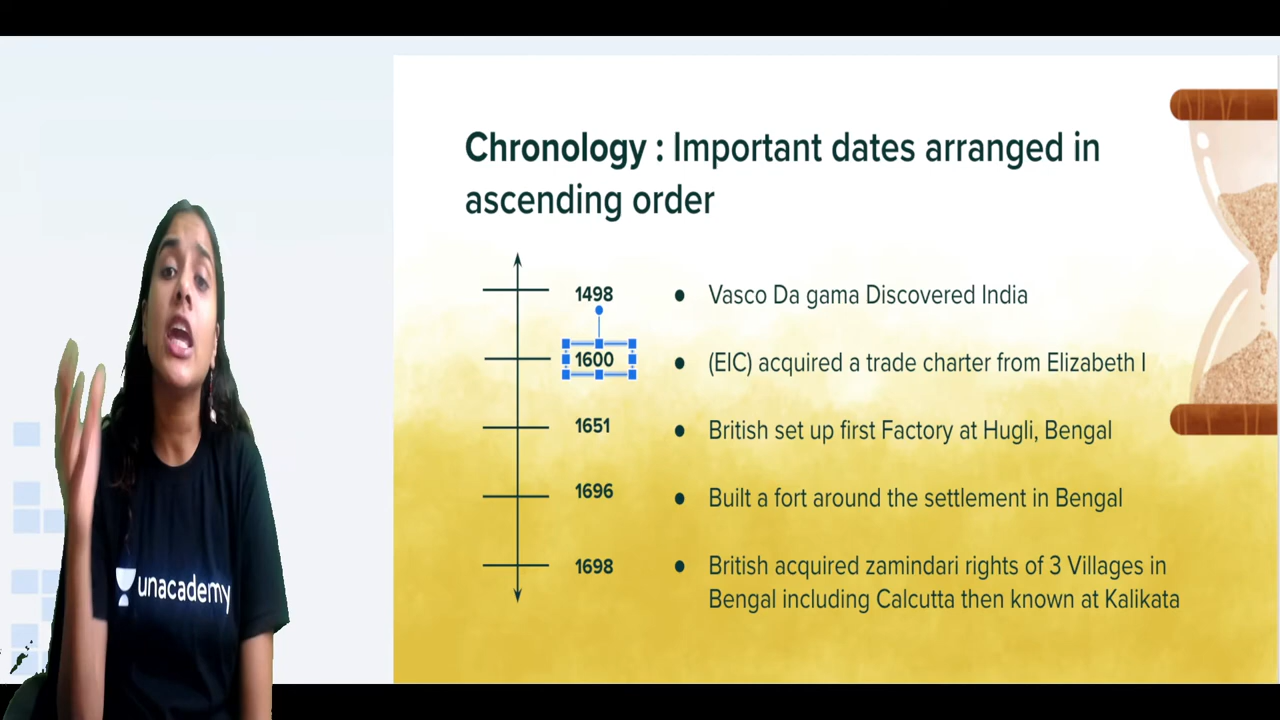 Chronology : Important dates arranged in
ascending order
1498 ● Vasco Da gama Discovered India
1600 ● (EIC) acquired a trade charter from Elizabeth I
1651 ● British set up first Factory at Hugli, Bengal
1696 ● Built a fort around the settlement in Bengal
1698 ● British acquired zamindari rights of 3 Villages in
Bengal including Calcutta then known at Kalikata
unacademy